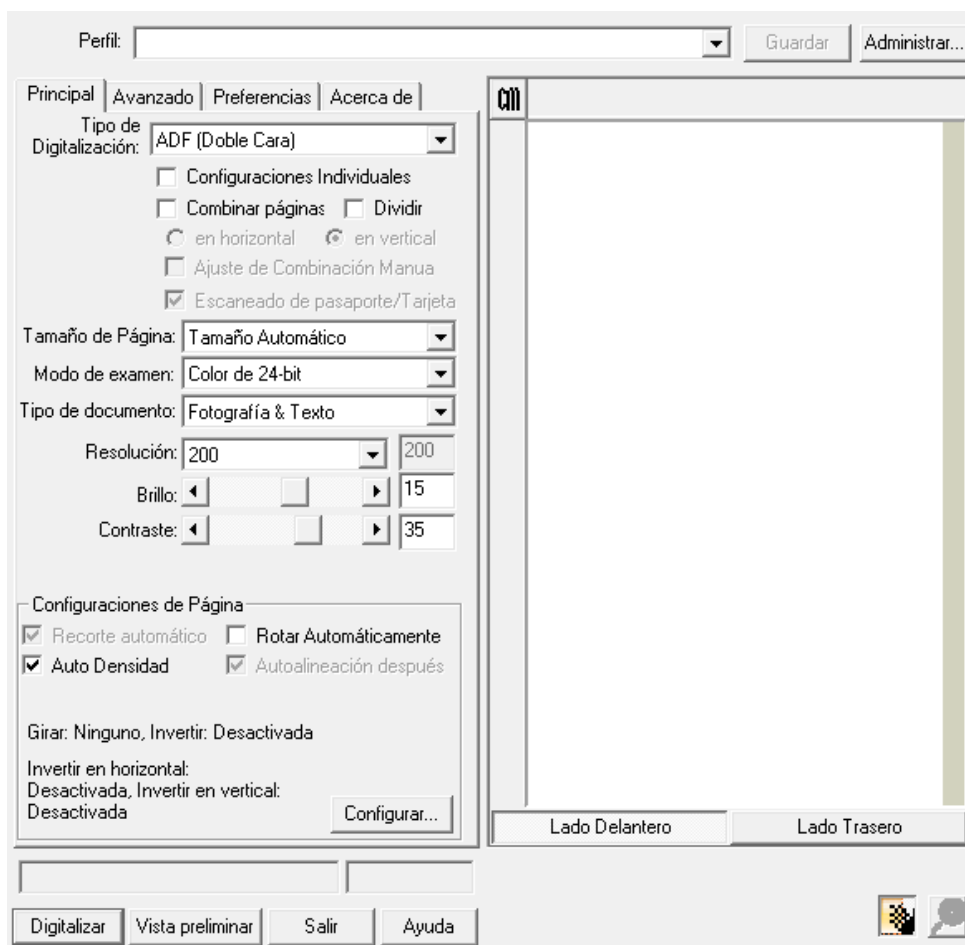 Perfil:
Guardar
Administrar...
Principal
Avanzado
Preferencias
Acerca de
cm
Tipo de
Digitalización:
ADF (Doble Cara)
Configuraciones Individuales
Combinar páginas
Dividir
en horizontal
en vertical
Ajuste de Combinación Manua
Escaneado de pasaporte/Tarjeta
Tamaño de Página:
Tamaño Automático
Modo de examen:
Color de 24-bit
Tipo de documento:
Fotografía & Texto
Resolución:
200
200
Brillo:
15
Contraste:
35
Configuraciones de Página
Recorte automático
Rotar Automáticamente
Auto Densidad
Autoalineación después
Girar: Ninguno, Invertir: Desactivada
Invertir en horizontal:
Desactivada, Invertir en vertical:
Desactivada
Configurar...
Lado Delantero
Lado Trasero
Digitalizar
Vista preliminar
Salir
Ayuda